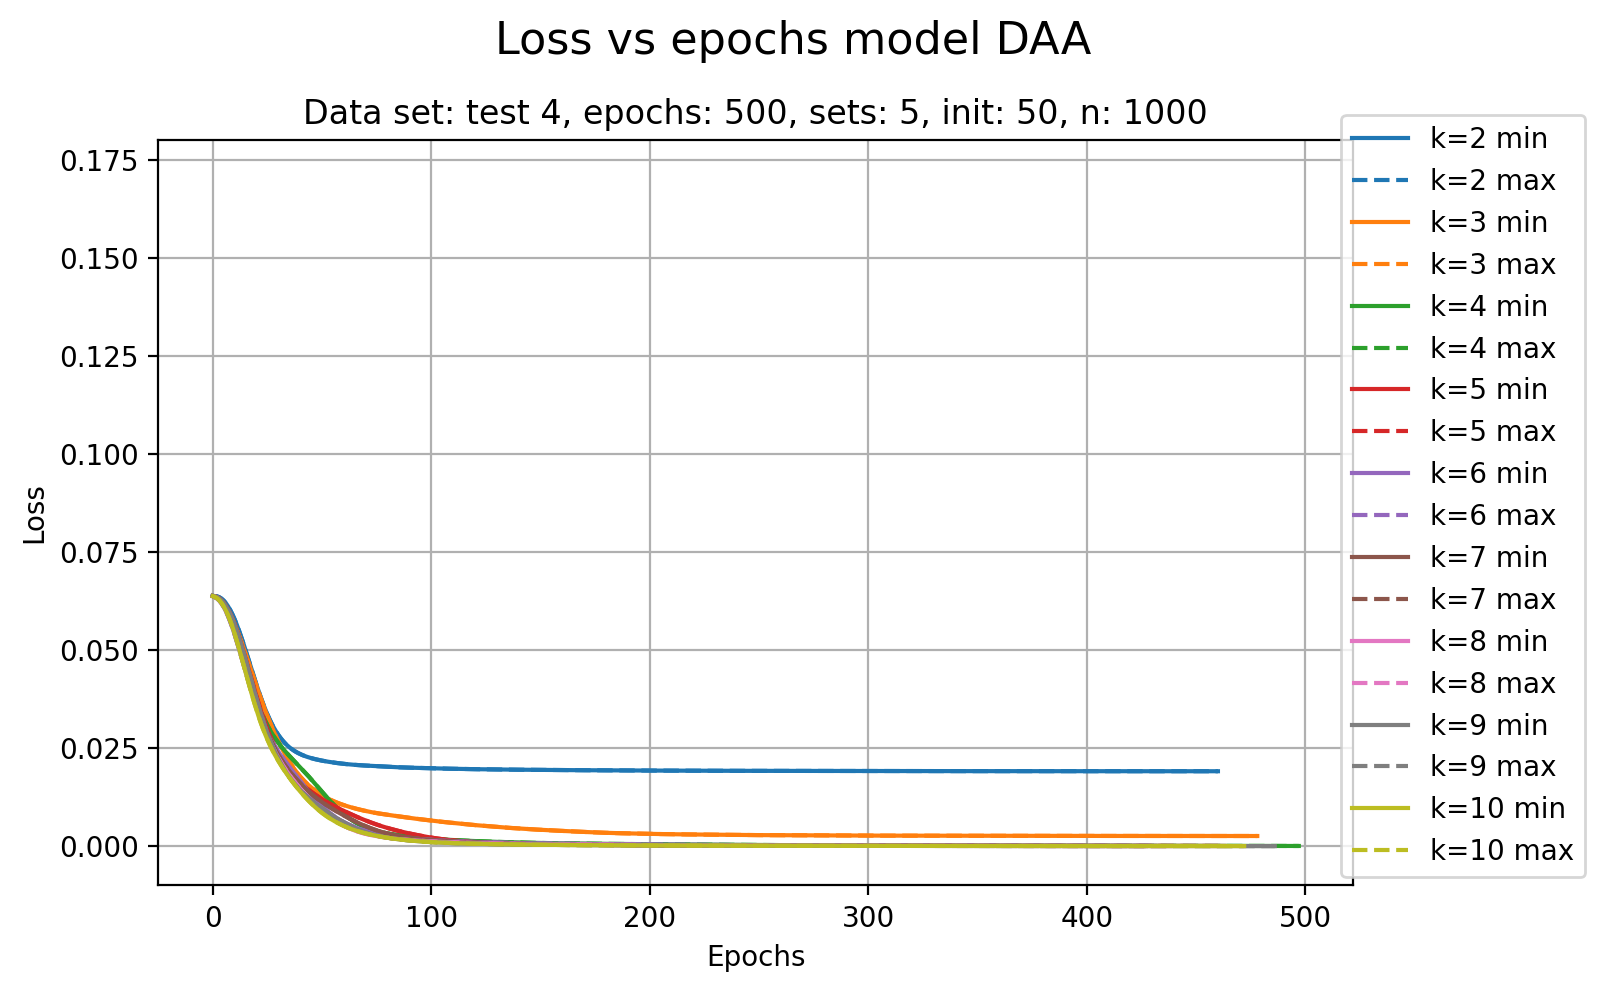 Loss vs epochs model DAA
Data set: test 4, epochs: 500, sets: 5, init: 50, n: 1000
0.175
0.150
0.125
0.100
0.075
0.050
0.025
0.000
Loss
0 100 200 300 400 500
Epochs
k=2 min
k=2 max
k=3 min
k=3 max
k=4 min
k=4 max
k=5 min
k=5 max
k=6 min
k=6 max
k=7 min
k=7 max
k=8 min
k=8 max
k=9 min
k=9 max
k=10 min
k=10 max